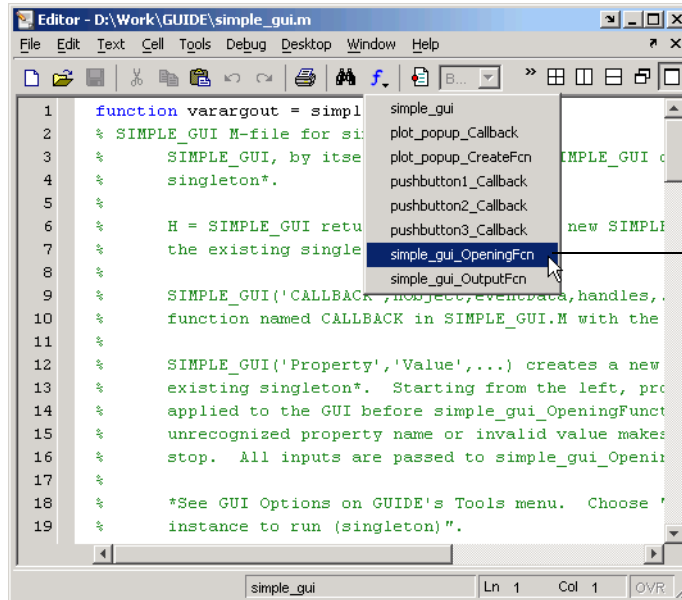 Editor - D:\Work\GUIDE\simple_gui.m
File Edit Text Cell Tools Debug Desktop Window Help
B...
1 function varargout = simpl
2 % SIMPLE_GUI M-file for si
3 % SIMPLE_GUI, by itse IMPLE_GUI
4 % singleton*.
5 %
6 % H = SIMPLE_GUI retu new SIMPL
7 % the existing single
8 %
9 % SIMPLE_GUI('CALLBACK',hObject,eventData,handles,.
10 % function named CALLBACK in SIMPLE_GUI.M with the
11 %
12 % SIMPLE_GUI('Property','Value',...) creates a new
13 % existing singleton*. Starting from the left, pro
14 % applied to the GUI before simple_gui_OpeningFunct
15 % unrecognized property name or invalid value makes
16 % stop. All inputs are passed to simple_gui_Openin
17 %
18 % *See GUI Options on GUIDE's Tools menu. Choose "
19 % instance to run (singleton)".
simple_gui
plot_popup_Callback
plot_popup_CreateFcn
pushbutton1_Callback
pushbutton2_Callback
pushbutton3_Callback
simple_gui_OpeningFcn
simple_gui_OutputFcn
simple_gui Ln 1 Col 1 OVR